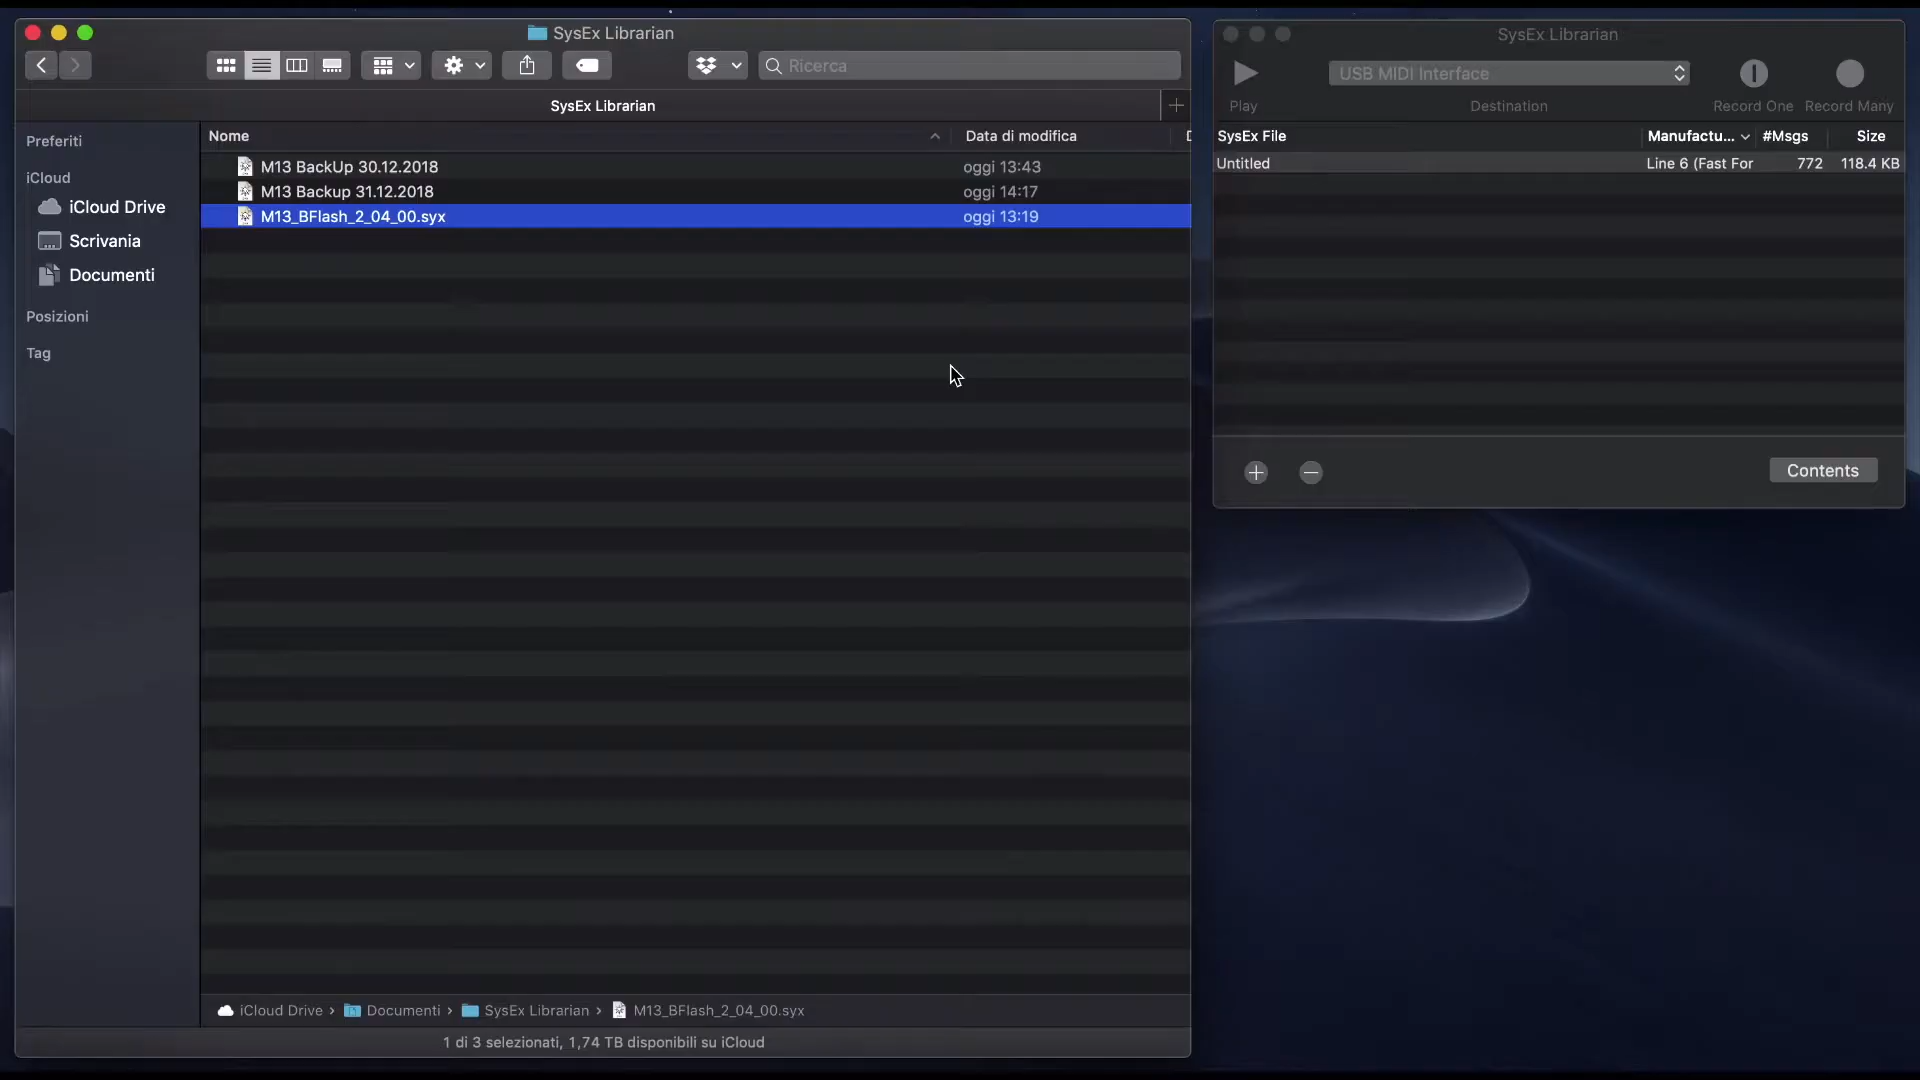 SysEx Librarian
Ricerca
SysEx Librarian
Nome
Data di modifica
Preferiti
iCloud
iCloud Drive
Scrivania
Documenti
Posizioni
Tag
M13 BackUp 30.12.2018
oggi 13:43
M13 Backup 31.12.2018
oggi 14:17
M13_BFlash_2_04_00.syx
oggi 13:19
iCloud Drive › Documenti › SysEx Librarian › M13_BFlash_2_04_00.syx
1 di 3 selezionati, 1,74 TB disponibili su iCloud
SysEx Librarian
USB MIDI Interface
Play
Destination
Record One
Record Many
SysEx File
Manufactu...
#Msgs
Size
Untitled
Line 6 (Fast For
772
118.4 KB
Contents